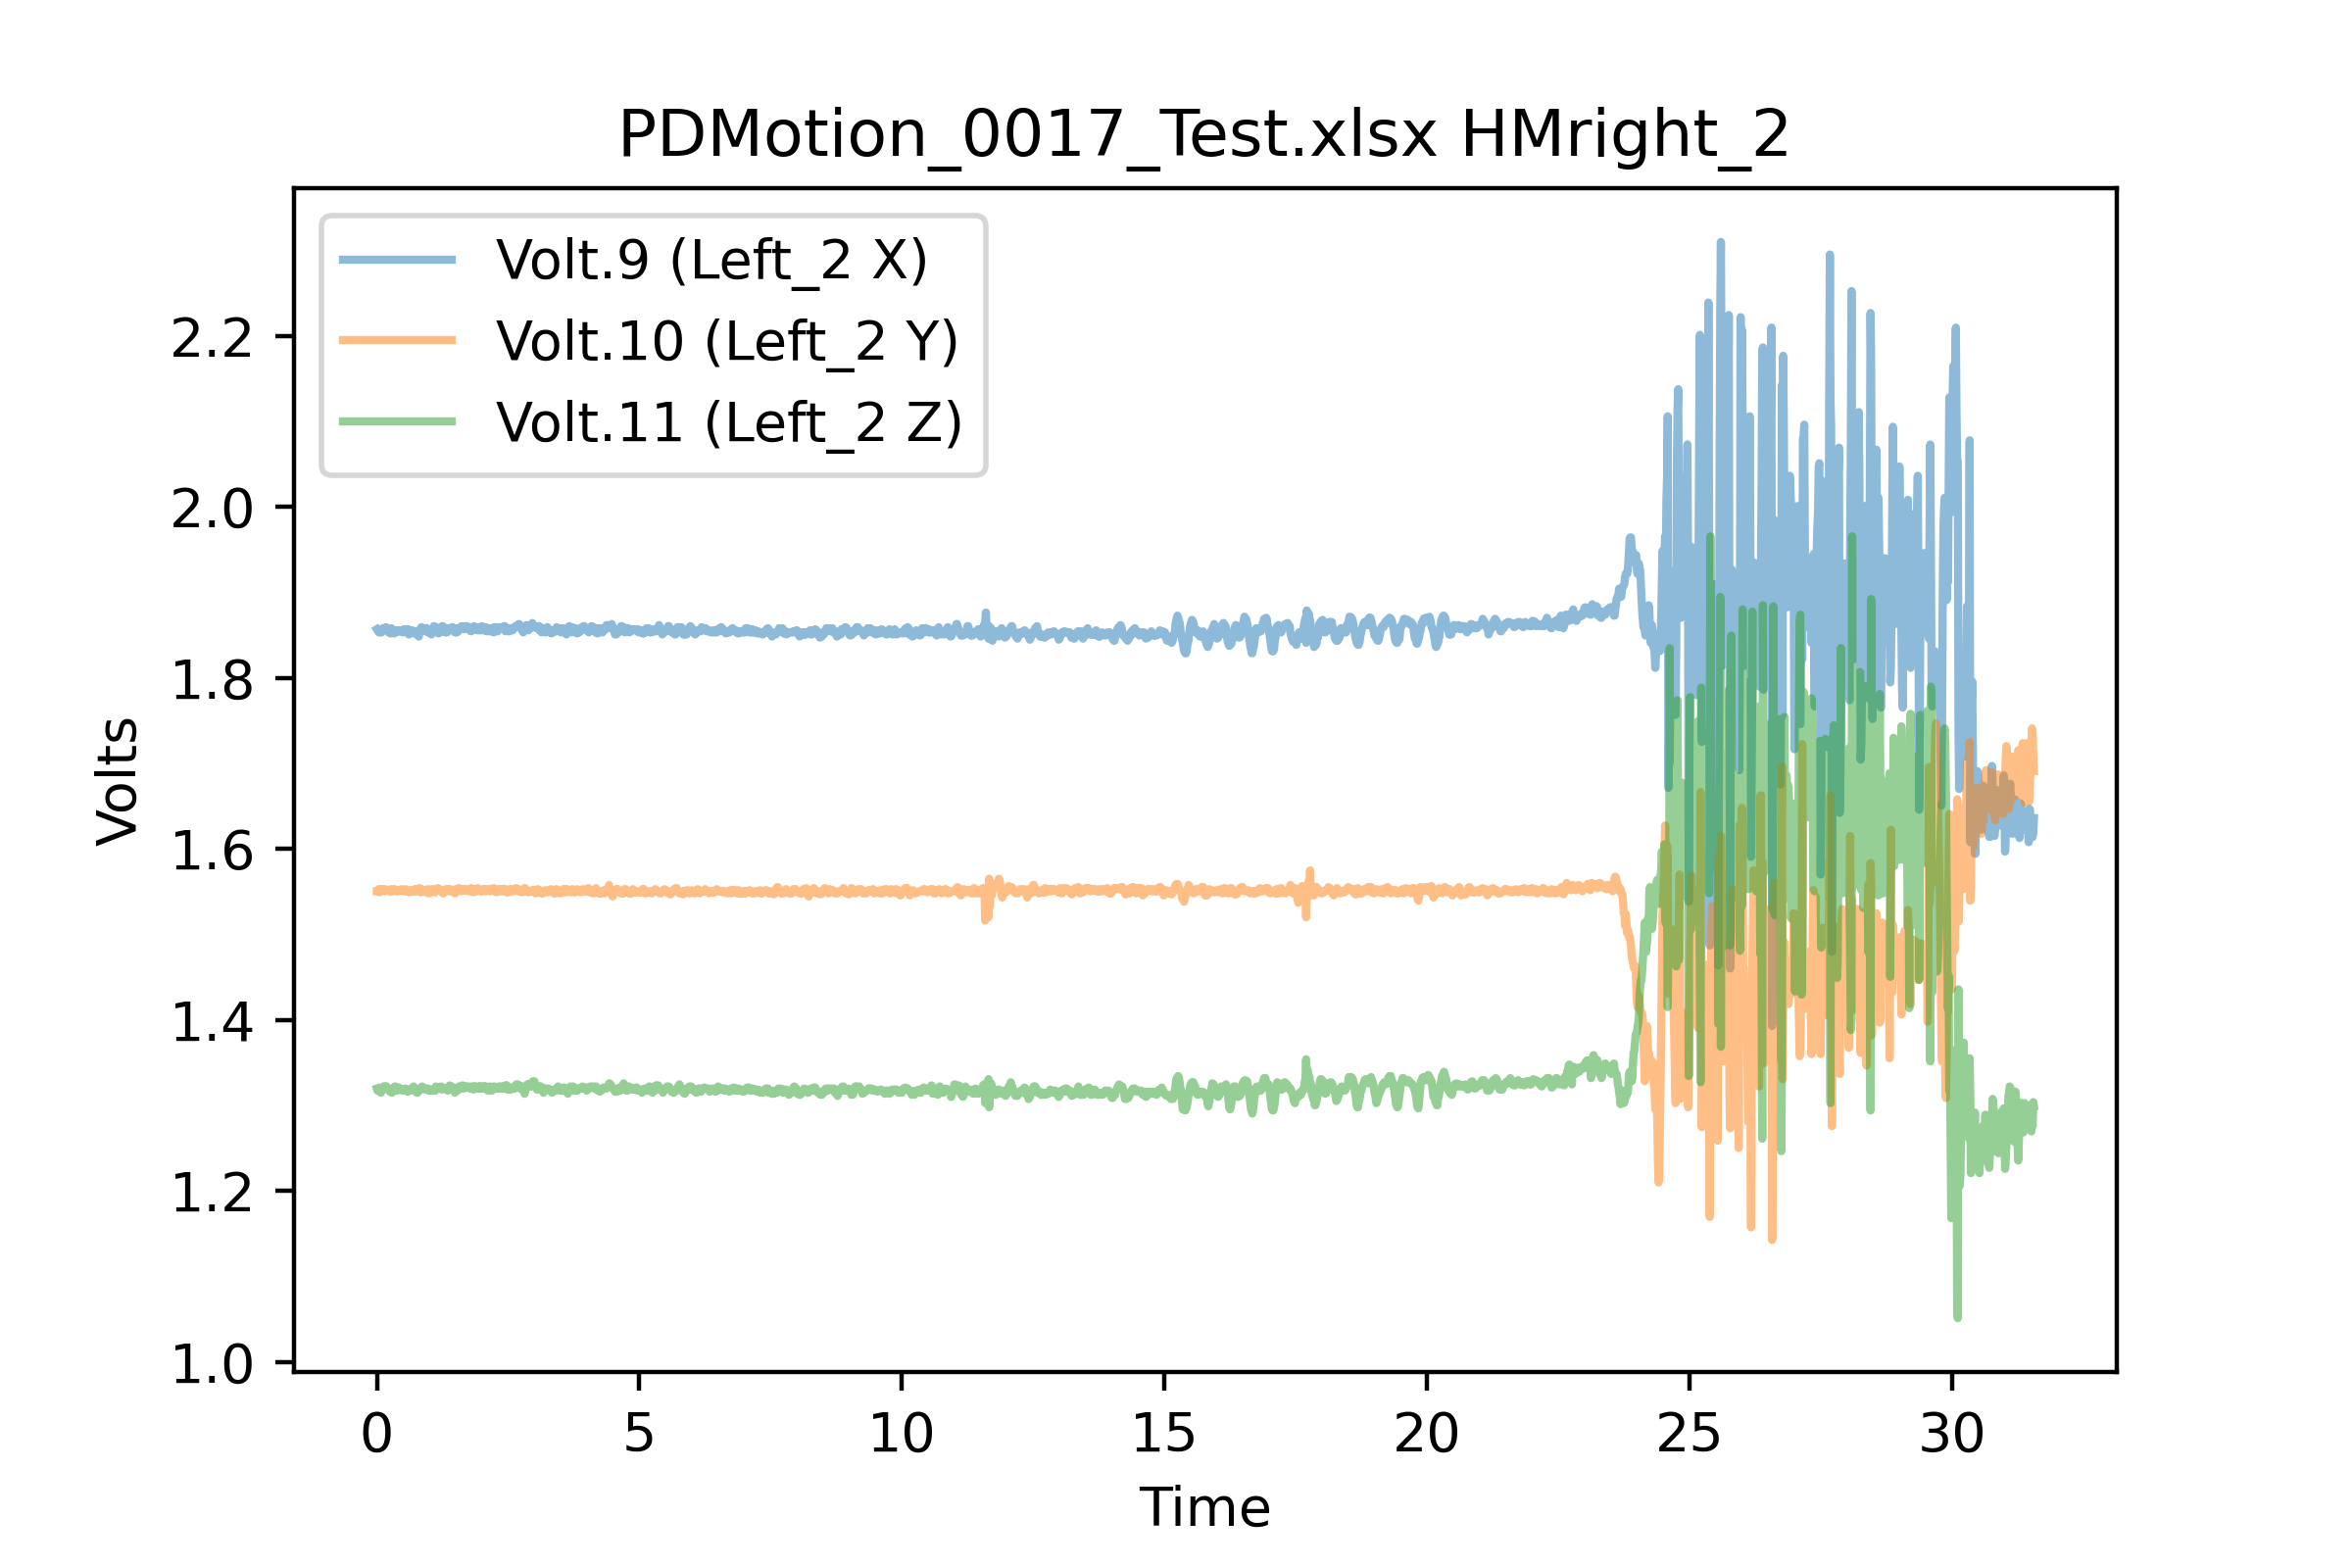 PDMotion_0017_Test.xlsx HMright_2
Volt.9 (Left_2 X)
Volt.10 (Left_2 Y)
Volt.11 (Left_2 Z)
2.2
2.0
1.8
1.6
1.4
1.2
1.0
Volts
0 5 10 15 20 25 30
Time